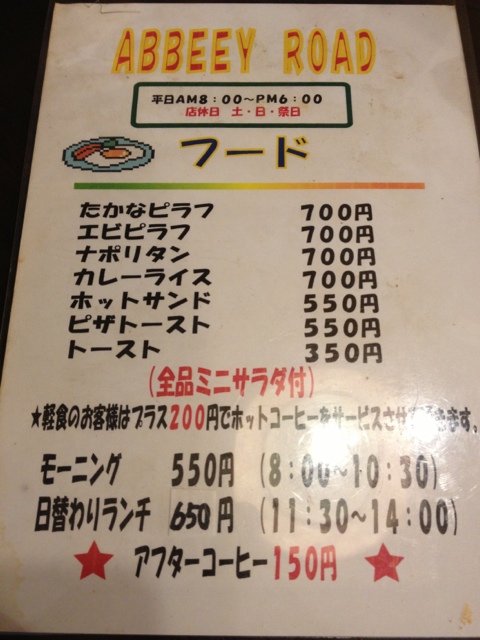 ABBEEY ROAD
平日AM8:00～PM6:00
店休日 土・日・祭日
フード
たかなピラフ 700円
エビピラフ 700円
ナポリタン 700円
カレーライス 700円
ホットサンド 550円
ピザトースト 550円
トースト 350円
(全品ミニサラダ付)
★軽食のお客様はプラス200円でホットコーヒーをサービスさせ きます。
モーニング 550円 (8:00～10:30)
日替わりランチ 650円 (11:30～14:00)
★ アフターコーヒー150円 ★